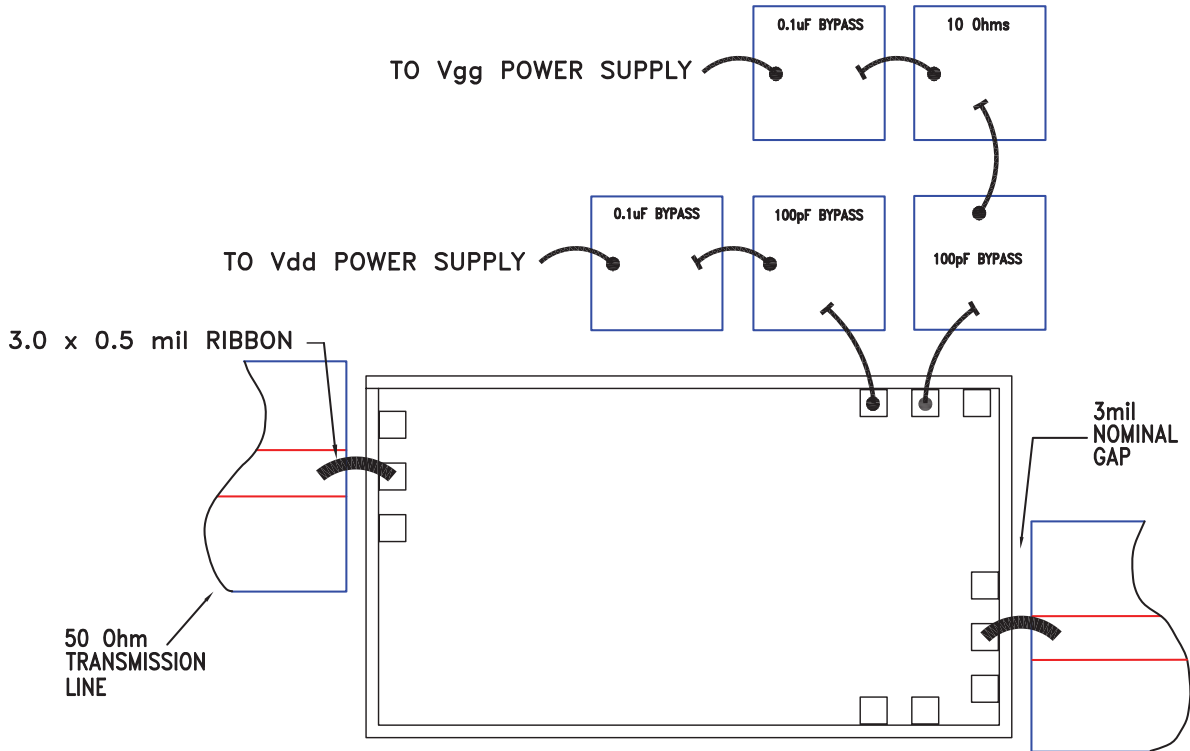 0.1uF BYPASS
10 Ohms
TO Vgg POWER SUPPLY
0.1uF BYPASS
100pF BYPASS
100pF BYPASS
TO Vdd POWER SUPPLY
3.0 x 0.5 mil RIBBON
3mil
NOMINAL
GAP
50 Ohm
TRANSMISSION
LINE